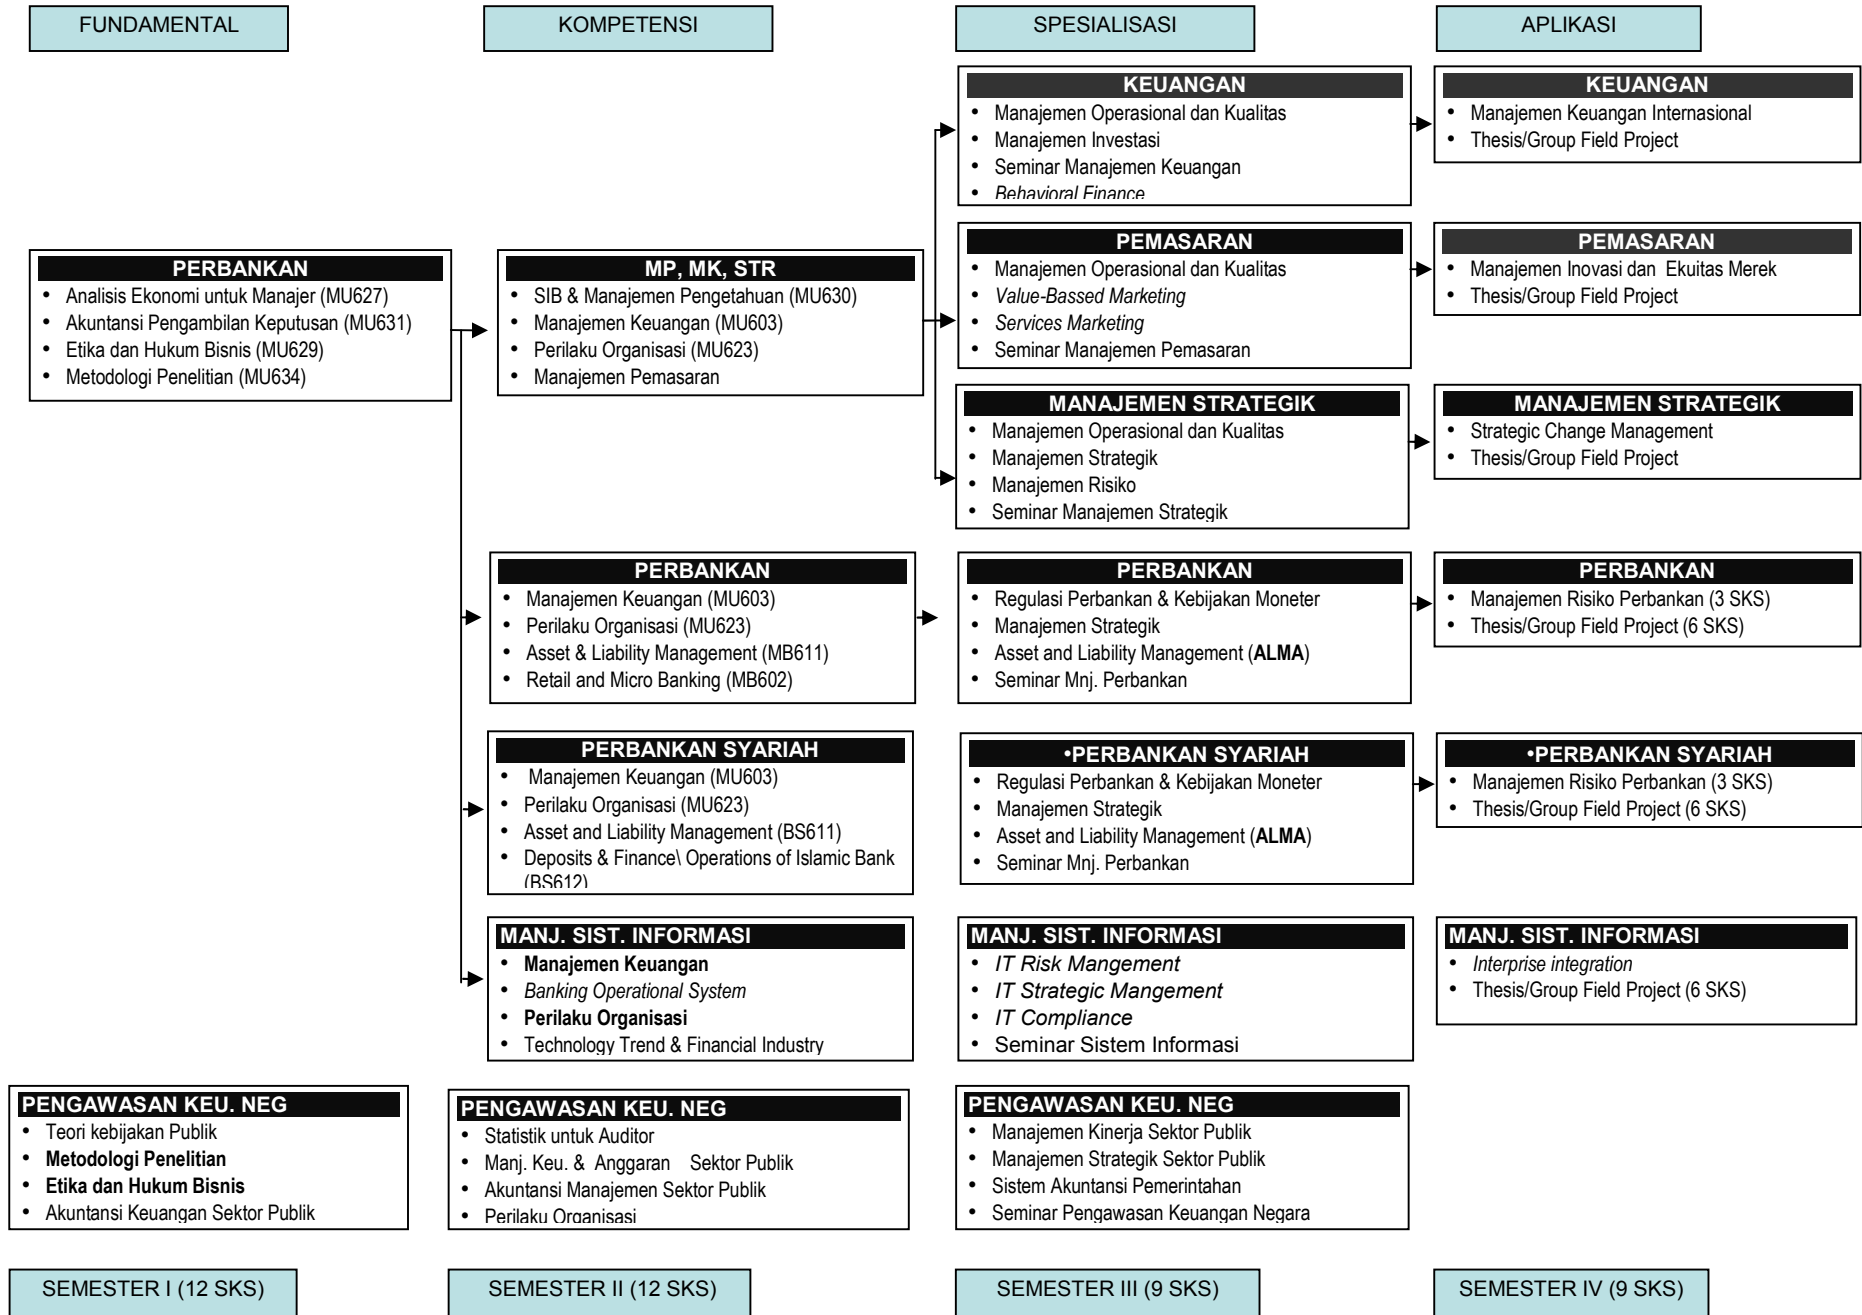 FUNDAMENTAL
KOMPETENSI
SPESIALISASI
APLIKASI
PERBANKAN
• Analisis Ekonomi untuk Manajer (MU627)
• Akuntansi Pengambilan Keputusan (MU631)
• Etika dan Hukum Bisnis (MU629)
• Metodologi Penelitian (MU634)
MP, MK, STR
• SIB & Manajemen Pengetahuan (MU630)
• Manajemen Keuangan (MU603)
• Perilaku Organisasi (MU623)
• Manajemen Pemasaran
KEUANGAN
• Manajemen Operasional dan Kualitas
• Manajemen Investasi
• Seminar Manajemen Keuangan
• Behavioral Finance
KEUANGAN
• Manajemen Keuangan Internasional
• Thesis/Group Field Project
PEMASARAN
• Manajemen Operasional dan Kualitas
• Value-Bassed Marketing
• Services Marketing
• Seminar Manajemen Pemasaran
PEMASARAN
• Manajemen Inovasi dan Ekuitas Merek
• Thesis/Group Field Project
MANAJEMEN STRATEGIK
• Manajemen Operasional dan Kualitas
• Manajemen Strategik
• Manajemen Risiko
• Seminar Manajemen Strategik
MANAJEMEN STRATEGIK
• Strategic Change Management
• Thesis/Group Field Project
PERBANKAN
• Manajemen Keuangan (MU603)
• Perilaku Organisasi (MU623)
• Asset & Liability Management (MB611)
• Retail and Micro Banking (MB602)
PERBANKAN
• Regulasi Perbankan & Kebijakan Moneter
• Manajemen Strategik
• Asset and Liability Management (ALMA)
• Seminar Mnj. Perbankan
PERBANKAN
• Manajemen Risiko Perbankan (3 SKS)
• Thesis/Group Field Project (6 SKS)
PERBANKAN SYARIAH
• Manajemen Keuangan (MU603)
• Perilaku Organisasi (MU623)
• Asset and Liability Management (BS611)
• Deposits & Finance\ Operations of Islamic Bank
(BS612)
•PERBANKAN SYARIAH
• Regulasi Perbankan & Kebijakan Moneter
• Manajemen Strategik
• Asset and Liability Management (ALMA)
• Seminar Mnj. Perbankan
•PERBANKAN SYARIAH
• Manajemen Risiko Perbankan (3 SKS)
• Thesis/Group Field Project (6 SKS)
MANJ. SIST. INFORMASI
• Manajemen Keuangan
• Banking Operational System
• Perilaku Organisasi
• Technology Trend & Financial Industry
MANJ. SIST. INFORMASI
• IT Risk Mangement
• IT Strategic Mangement
• IT Compliance
• Seminar Sistem Informasi
MANJ. SIST. INFORMASI
• Interprise integration
• Thesis/Group Field Project (6 SKS)
PENGAWASAN KEU. NEG
• Teori kebijakan Publik
• Metodologi Penelitian
• Etika dan Hukum Bisnis
• Akuntansi Keuangan Sektor Publik
PENGAWASAN KEU. NEG
• Statistik untuk Auditor
• Manj. Keu. & Anggaran Sektor Publik
• Akuntansi Manajemen Sektor Publik
• Perilaku Organisasi
PENGAWASAN KEU. NEG
• Manajemen Kinerja Sektor Publik
• Manajemen Strategik Sektor Publik
• Sistem Akuntansi Pemerintahan
• Seminar Pengawasan Keuangan Negara
SEMESTER I (12 SKS)
SEMESTER II (12 SKS)
SEMESTER III (9 SKS)
SEMESTER IV (9 SKS)